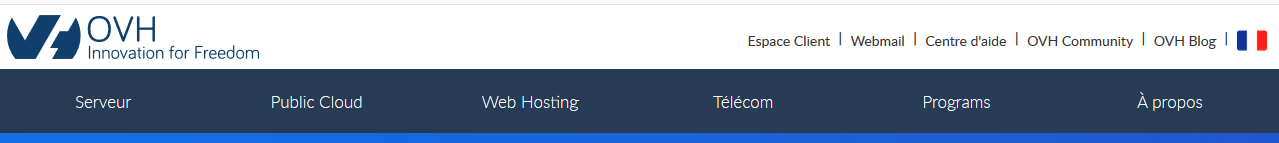 OVH
Innovation for Freedom
Espace Client | Webmail | Centre d'aide | OVH Community | OVH Blog |
Serveur Public Cloud Web Hosting Télécom Programs À propos